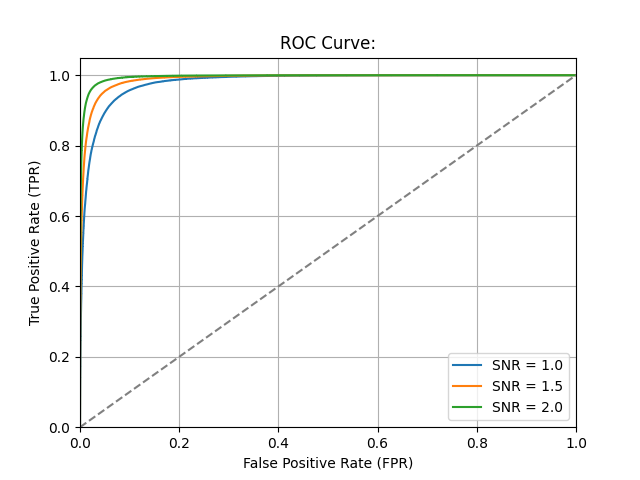 ROC Curve:
True Positive Rate (TPR)
1.0
0.8
0.6
0.4
0.2
0.0
SNR = 1.0
SNR = 1.5
SNR = 2.0
0.0 0.2 0.4 0.6 0.8 1.0
False Positive Rate (FPR)